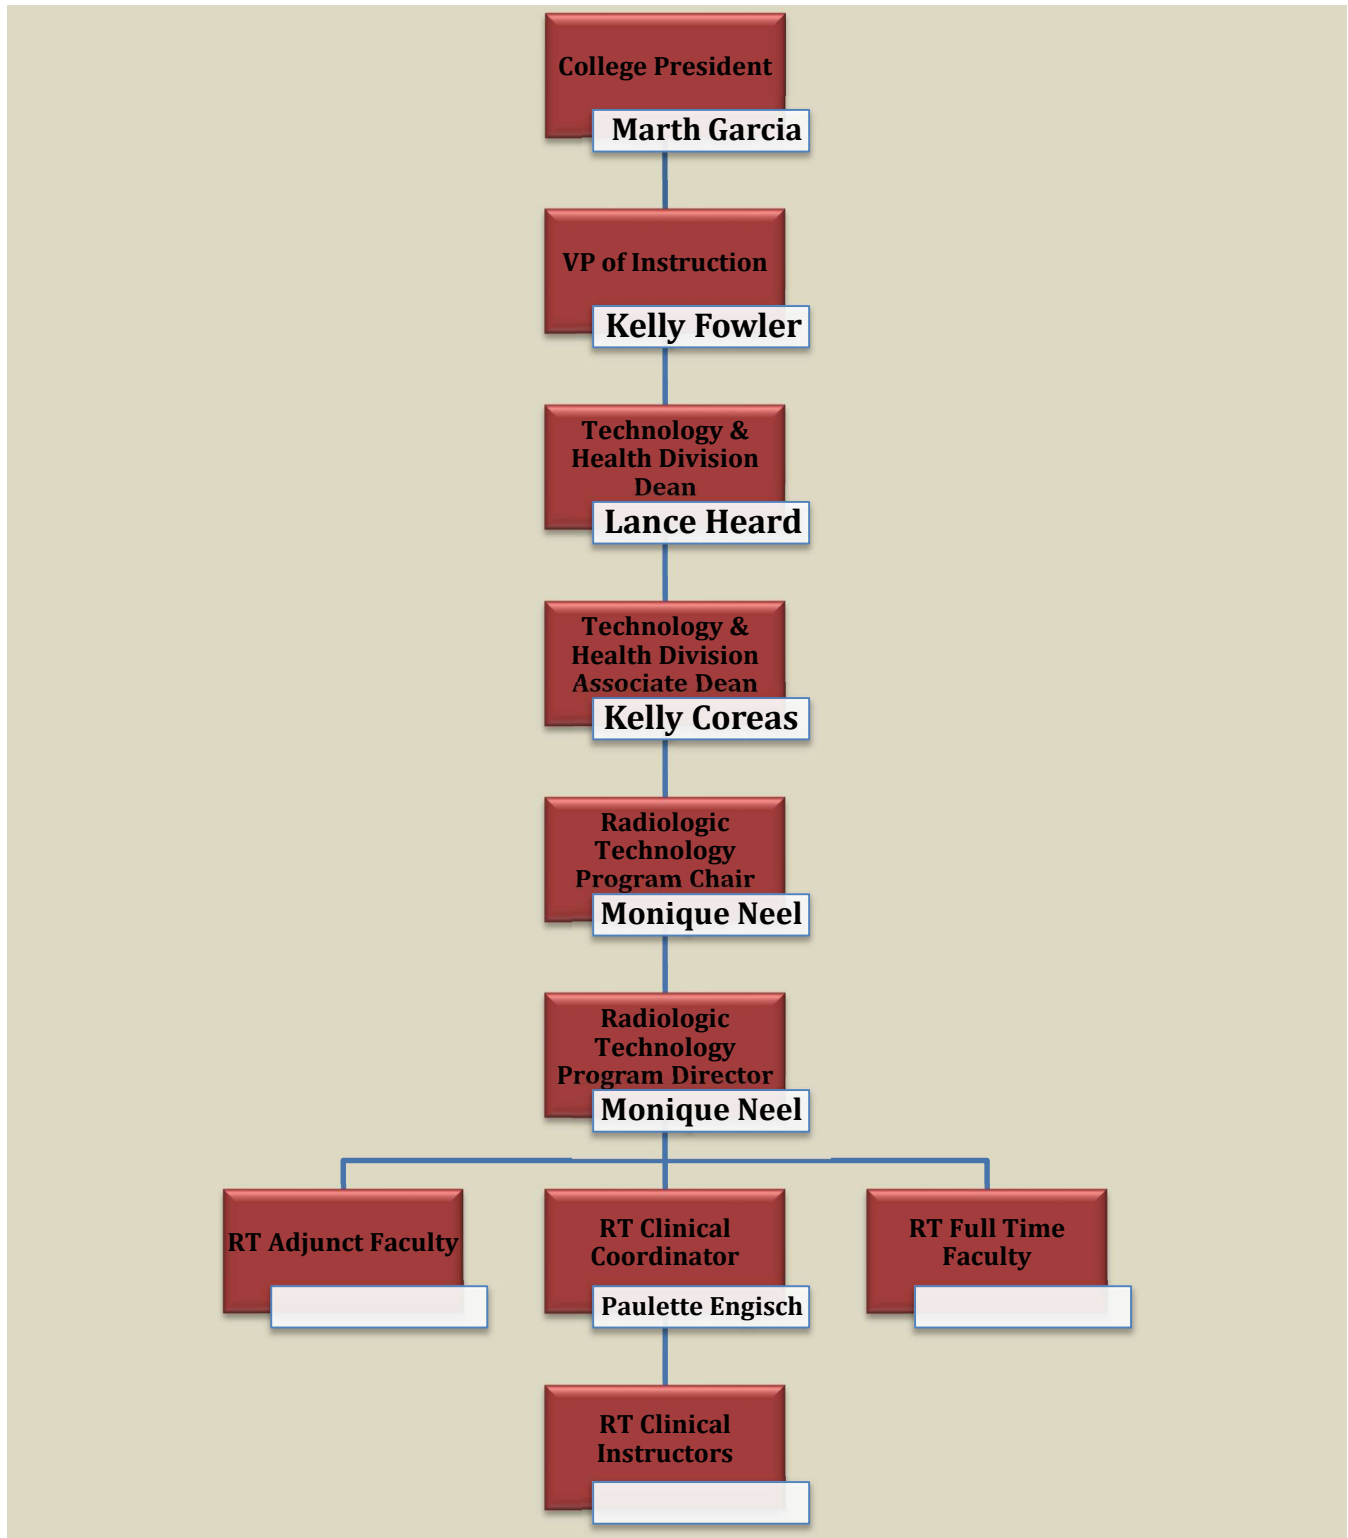 College President
Marth Garcia
VP of Instruction
Kelly Fowler
Technology &
Health Division
Dean
Lance Heard
Technology &
Health Division
Associate Dean
Kelly Coreas
Radiologic
Technology
Program Chair
Monique Neel
Radiologic
Technology
Program Director
Monique Neel
RT Adjunct Faculty
RT Clinical
Coordinator
Paulette Engisch
RT Full Time
Faculty
RT Clinical
Instructors